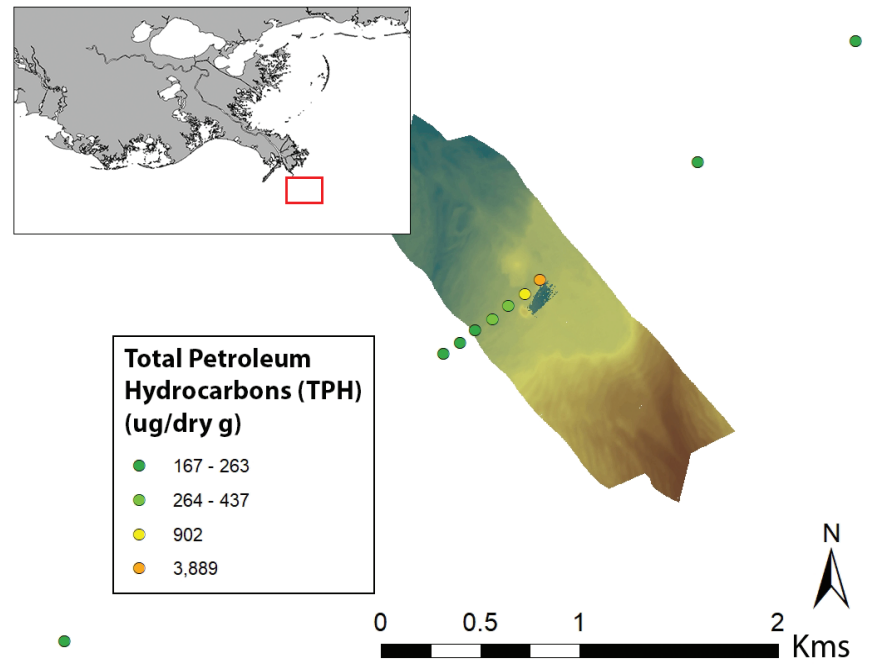 Total Petroleum
Hydrocarbons (TPH)
(ug/dry g)
167 - 263
264 - 437
902
3,889
N
0 0.5 1 2
Kms